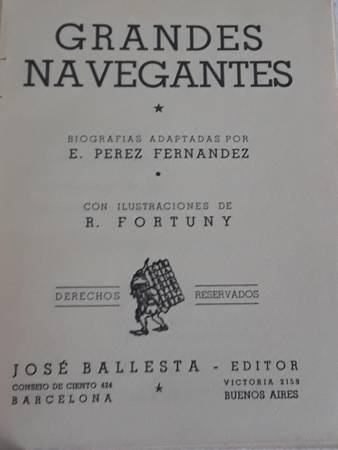 GRANDES
NAVEGANTES
BIOGRAFIAS ADAPTADAS POR
E. PEREZ FERNANDEZ
CON ILUSTRACIONES DE
R. FORTUNY
DERECHOS RESERVADOS
JOSÉ BALLESTA - EDITOR
CONSEJO DE CIENTO 424 VICTORIA 2158
BARCELONA BUENOS AIRES